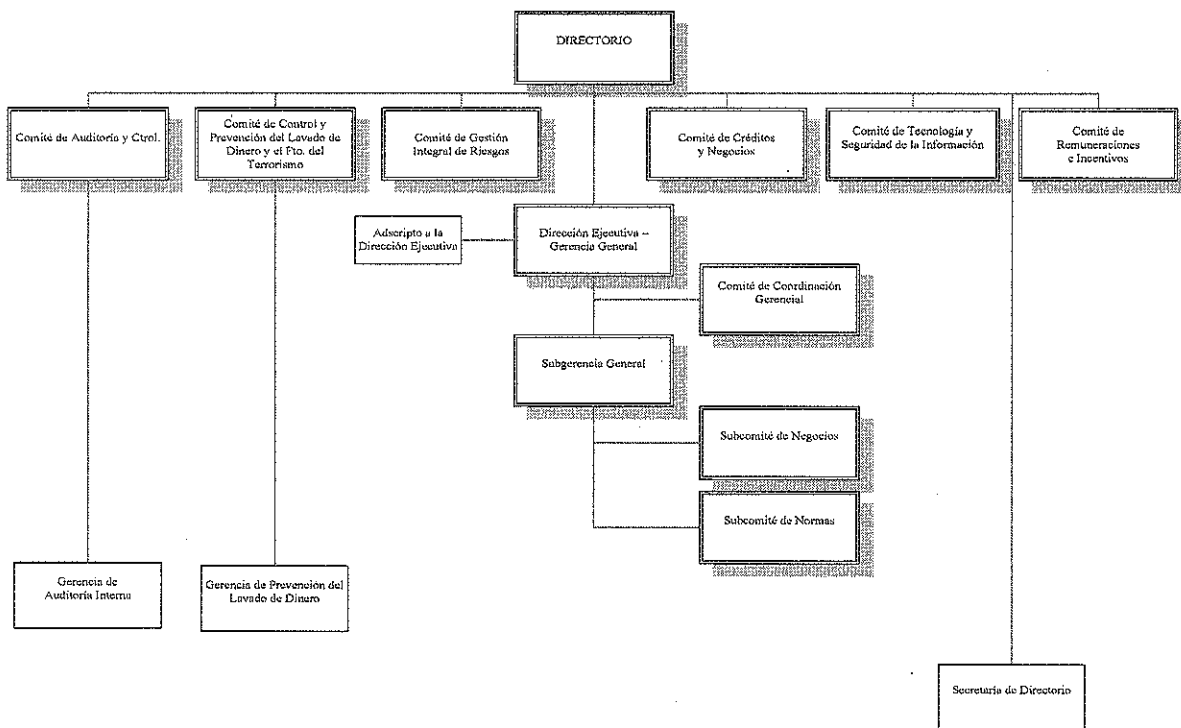 DIRECTORIO
Comité de Auditoría y Ctrol.
Comité de Control y
Prevención del Lavado de
Dinero y el Fto. del
Terrorismo
Comité de Gestión
Integral de Riesgos
Comité de Créditos
y Negocios
Comité de Tecnología y
Seguridad de la Información
Comité de
Remuneraciones
e Incentivos
Adscripto a la
Dirección Ejecutiva
Dirección Ejecutiva –
Gerencia General
Comité de Coordinación
Gerencial
Subgerencia General
Subcomité de Negocios
Subcomité de Normas
Gerencia de
Auditoría Interna
Gerencia de Prevención del
Lavado de Dinero
Secretaría de Directorio